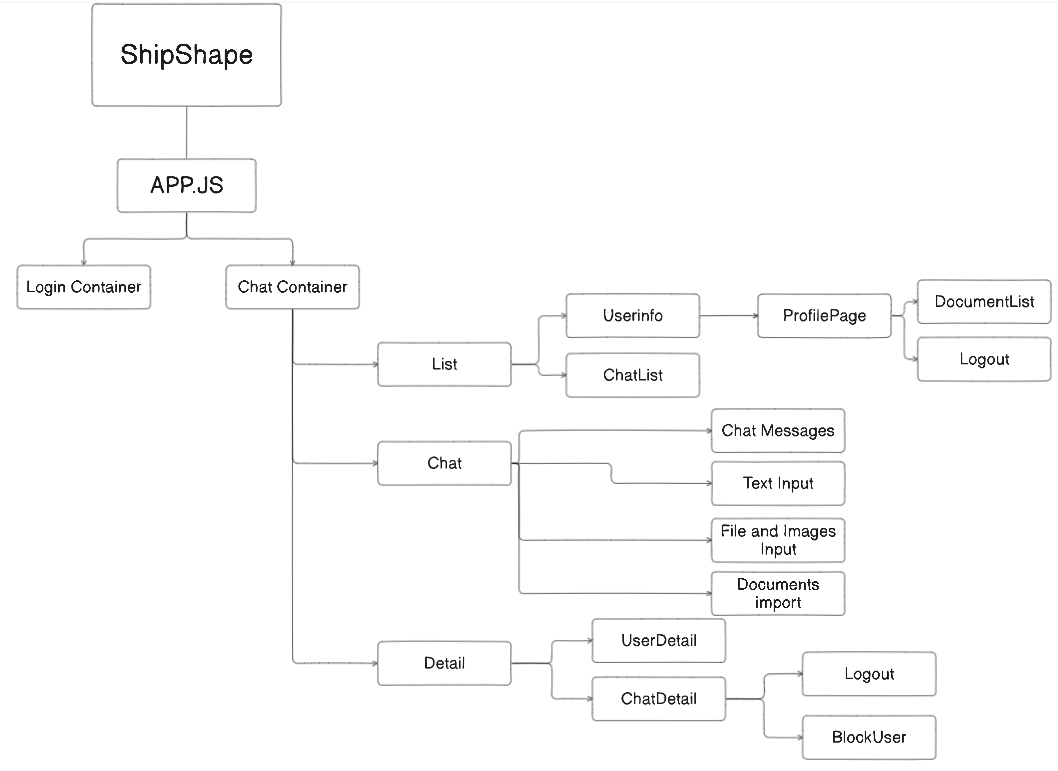 ShipShape
APP.JS
Login Container
Chat Container
List
Userinfo
ProfilePage
DocumentList
Logout
ChatList
Chat
Chat Messages
Text Input
File and Images
Input
Documents
import
Detail
UserDetail
ChatDetail
Logout
BlockUser